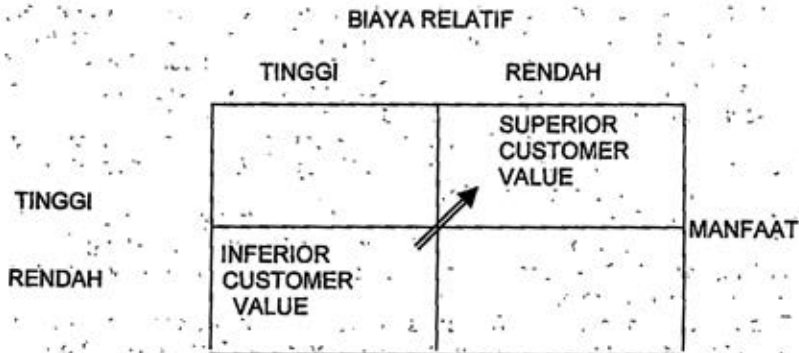 BIAYA RELATIF
TINGGI RENDAH
SUPERIOR
CUSTOMER
VALUE
TINGGI
MANFAAT
RENDAH
INFERIOR
CUSTOMER
VALUE